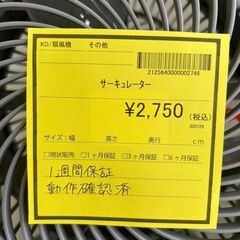 KD/扇風機 その他
2125640000002746
サーキュレーター
¥2,750 (税込)
020725
サイズ:幅 高さ 奥行 cm
□現状販売 □1ヶ月保証 □3ヶ月保証 □6ヶ月保証
1週間保証
動作確認済